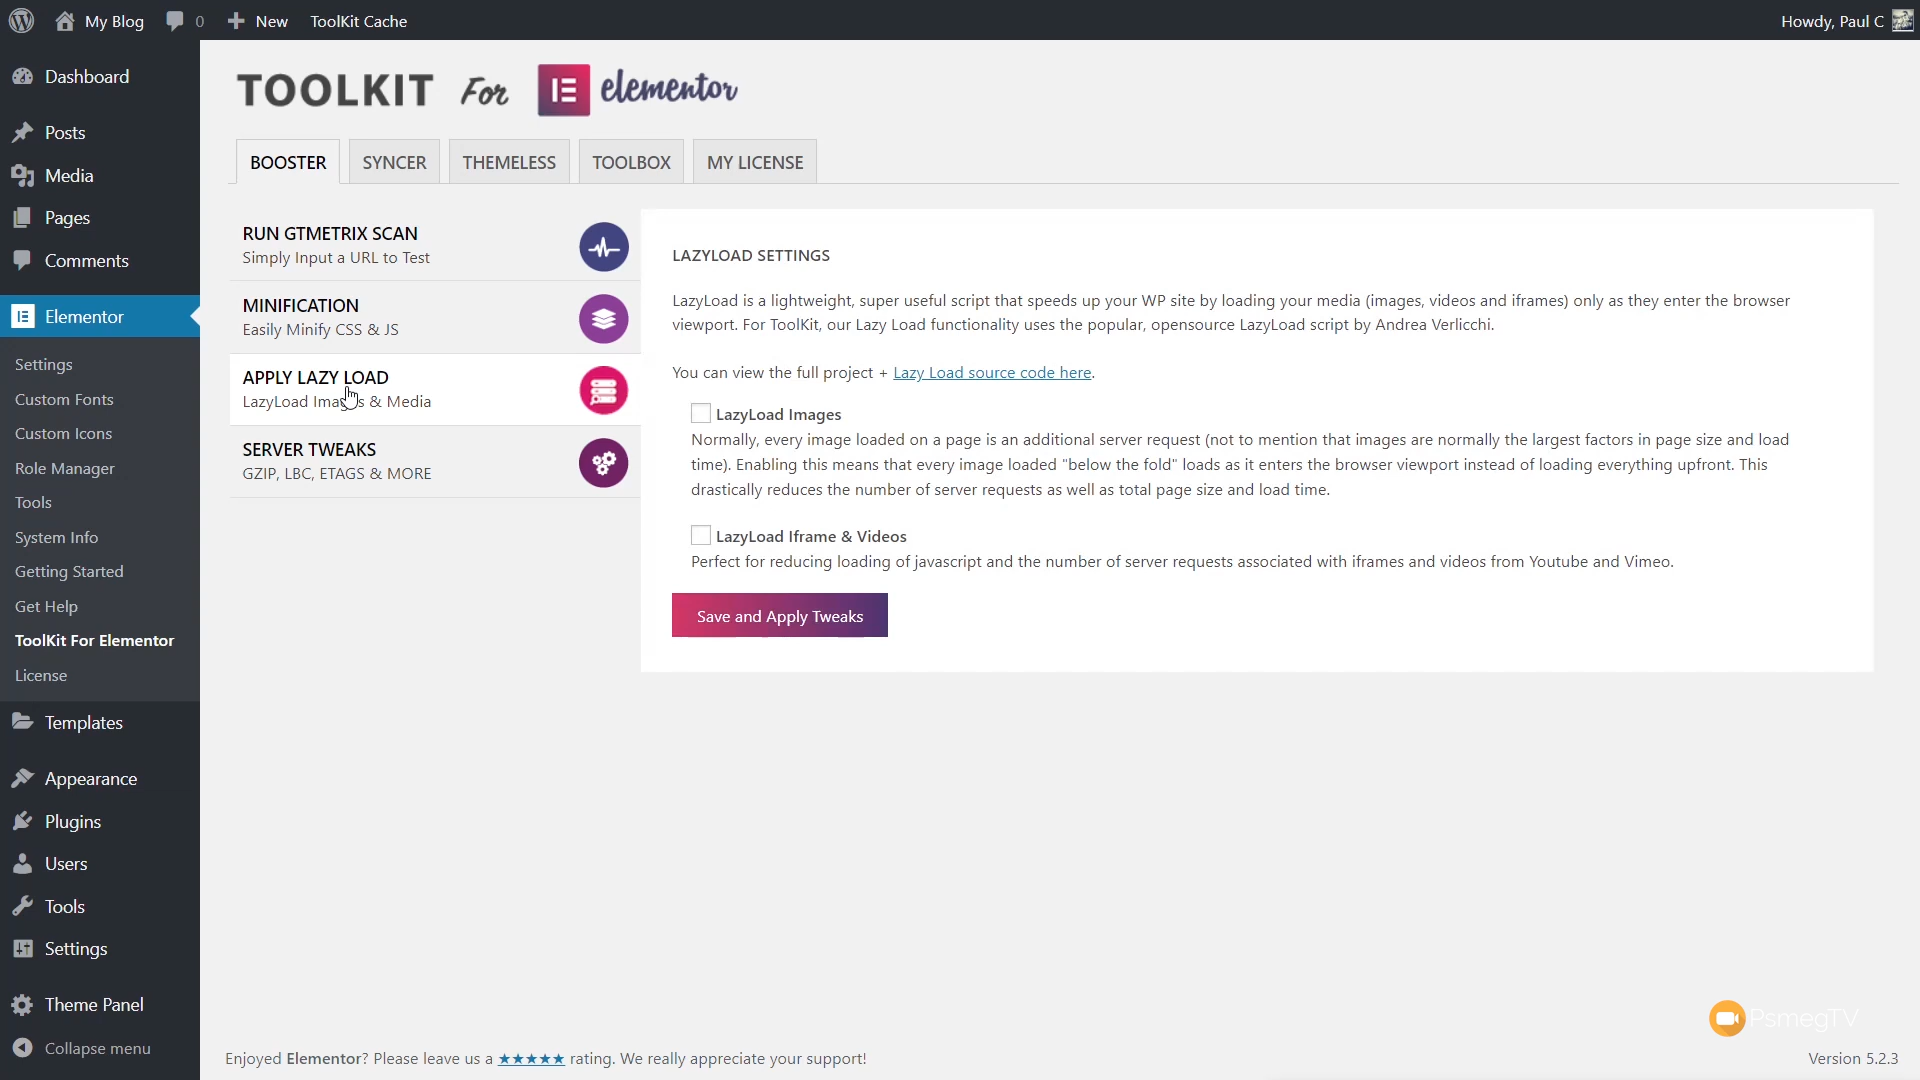 My Blog 0 New ToolKit Cache Howdy, Paul C
Dashboard
Posts
Media
Pages
Comments
Elementor
Settings
Custom Fonts
Custom Icons
Role Manager
Tools
System Info
Getting Started
Get Help
ToolKit For Elementor
License
Templates
Appearance
Plugins
Users
Tools
Settings
Theme Panel
Collapse menu
TOOLKIT For elementor
BOOSTER SYNCER THEMELESS TOOLBOX MY LICENSE
RUN GTMETRIX SCAN
Simply Input a URL to Test
MINIFICATION
Easily Minify CSS & JS
APPLY LAZY LOAD
LazyLoad Images & Media
SERVER TWEAKS
GZIP, LBC, ETAGS & MORE
LAZYLOAD SETTINGS
LazyLoad is a lightweight, super useful script that speeds up your WP site by loading your media (images, videos and iframes) only as they enter the browser
viewport. For ToolKit, our Lazy Load functionality uses the popular, opensource LazyLoad script by Andrea Verlicchi.
You can view the full project + Lazy Load source code here.
LazyLoad Images
Normally, every image loaded on a page is an additional server request (not to mention that images are normally the largest factors in page size and load
time). Enabling this means that every image loaded "below the fold" loads as it enters the browser viewport instead of loading everything upfront. This
drastically reduces the number of server requests as well as total page size and load time.
LazyLoad Iframe & Videos
Perfect for reducing loading of javascript and the number of server requests associated with iframes and videos from Youtube and Vimeo.
Save and Apply Tweaks
PsmegTV
Enjoyed Elementor? Please leave us a ★★★★★ rating. We really appreciate your support!
Version 5.2.3